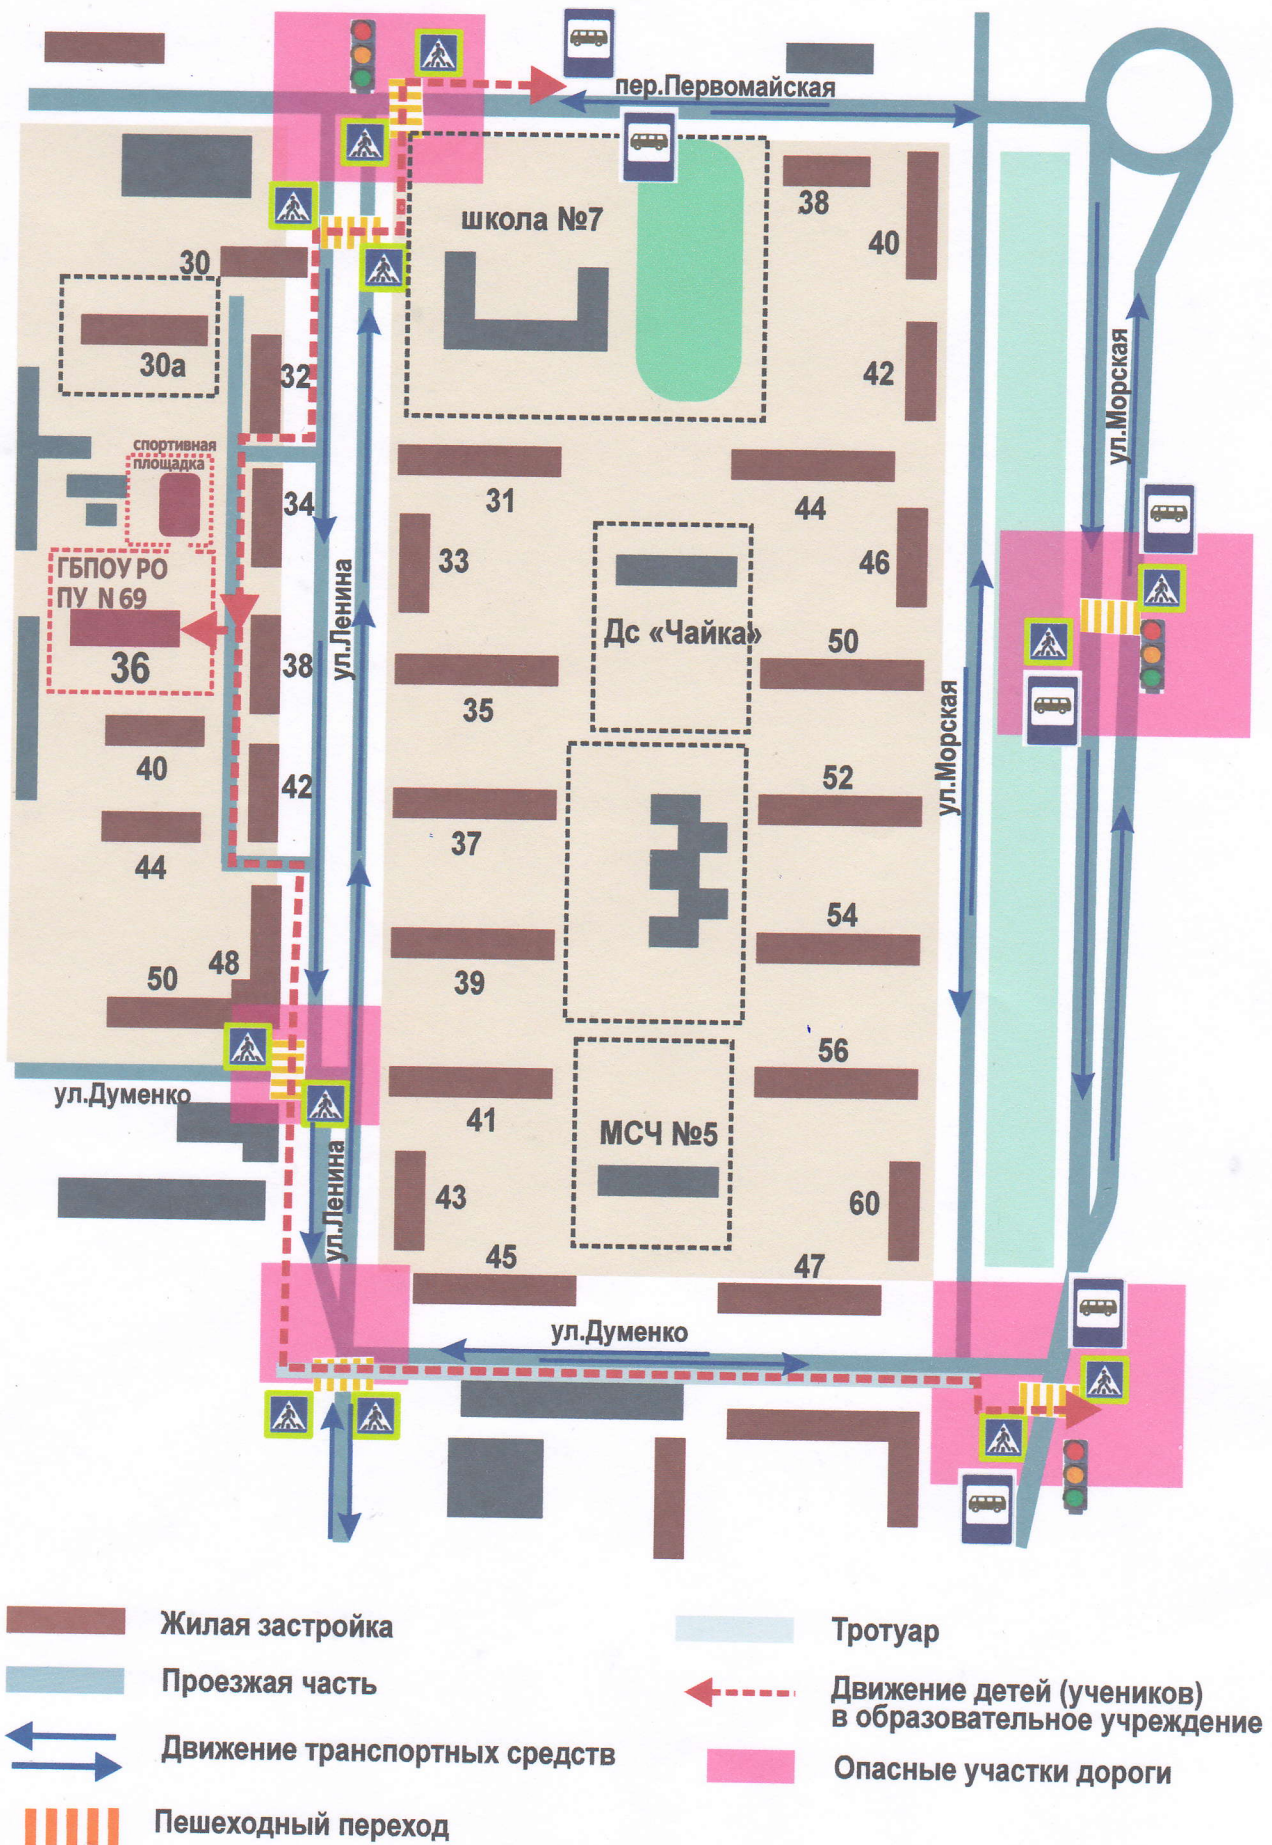 пер.Первомайская
школа №7
38
40
30
30а
32
42
ул.Морская
спортивная
площадка
31
44
34
33
46
ГБПОУ РО
ПУ N 69
36
ул.Ленина
Дс «Чайка»
50
38
35
40
42
52
ул.Морская
37
44
54
48
50
39
56
ул.Думенко
41
МСЧ №5
43
60
ул.Ленина
45
47
ул.Думенко
Жилая застройка
Тротуар
Проезжая часть
Движение детей (учеников)
в образовательное учреждение
Движение транспортных средств
Опасные участки дороги
Пешеходный переход